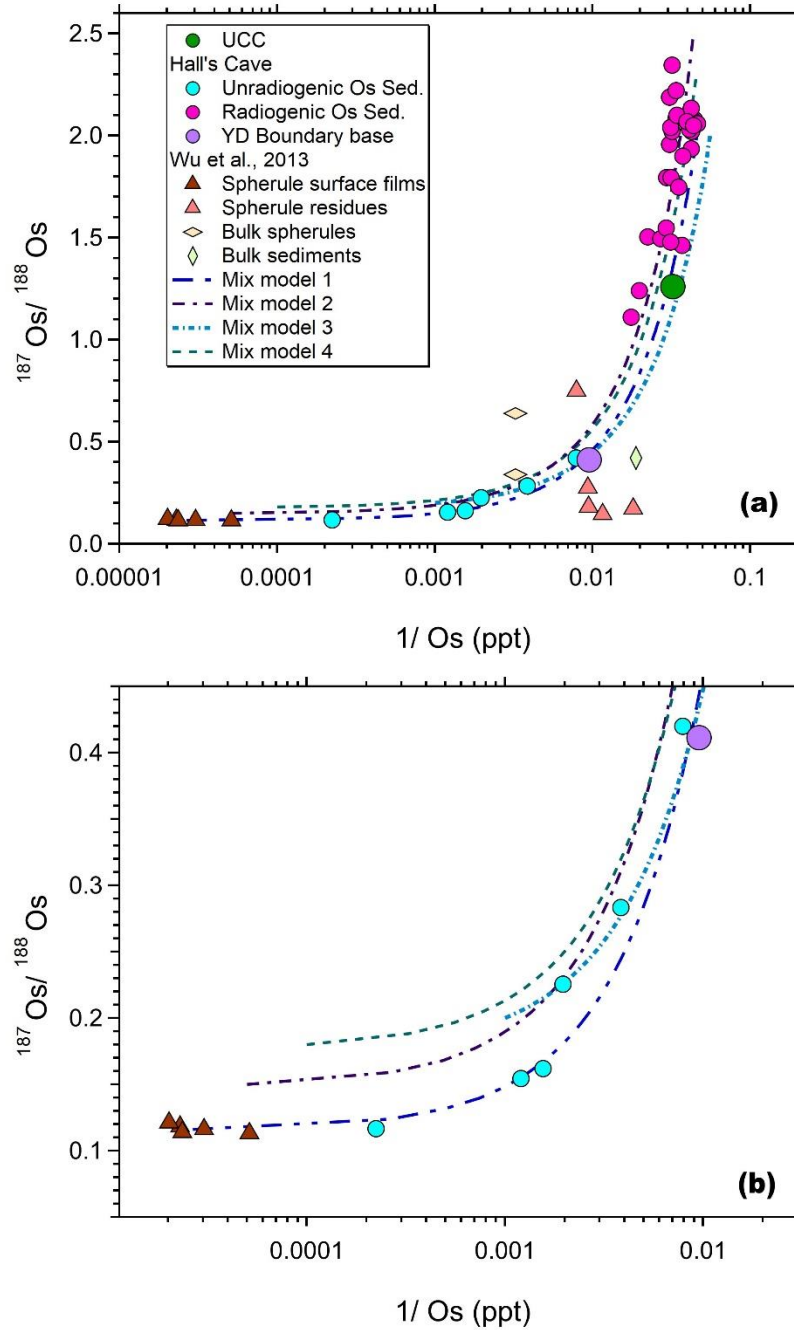 2.5
2.0
1.5
1.0
0.5
0.0
187Os/ 188Os
UCC
Hall's Cave
Unradiogenic Os Sed.
Radiogenic Os Sed.
YD Boundary base
Wu et al., 2013
Spherule surface films
Spherule residues
Bulk spherules
Bulk sediments
Mix model 1
Mix model 2
Mix model 3
Mix model 4
(a)
0.00001 0.0001 0.001 0.01 0.1
1/ Os (ppt)
0.4
0.3
0.2
0.1
187Os/ 188Os
(b)
0.0001 0.001 0.01
1/ Os (ppt)